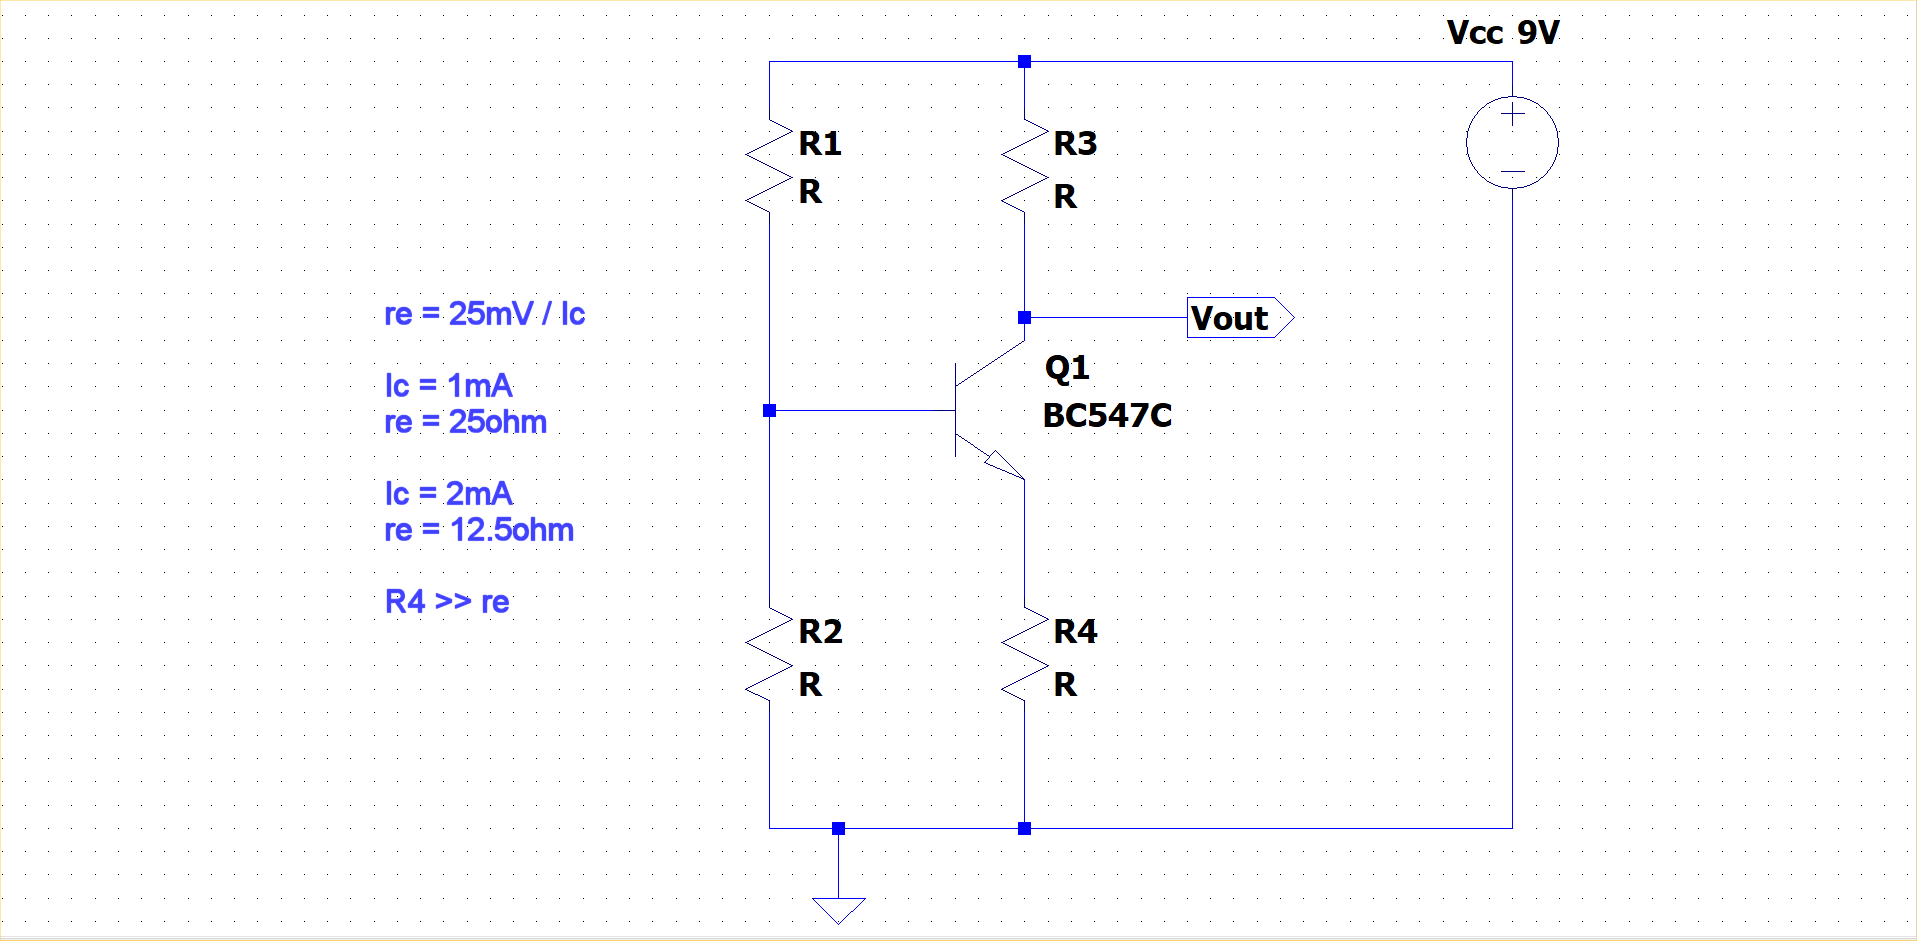 Vcc 9V
R1
R
R3
R
re = 25mV / Ic
Vout
Ic = 1mA
re = 25ohm
Q1
BC547C
Ic = 2mA
re = 12.5ohm
R4 >> re
R2
R
R4
R